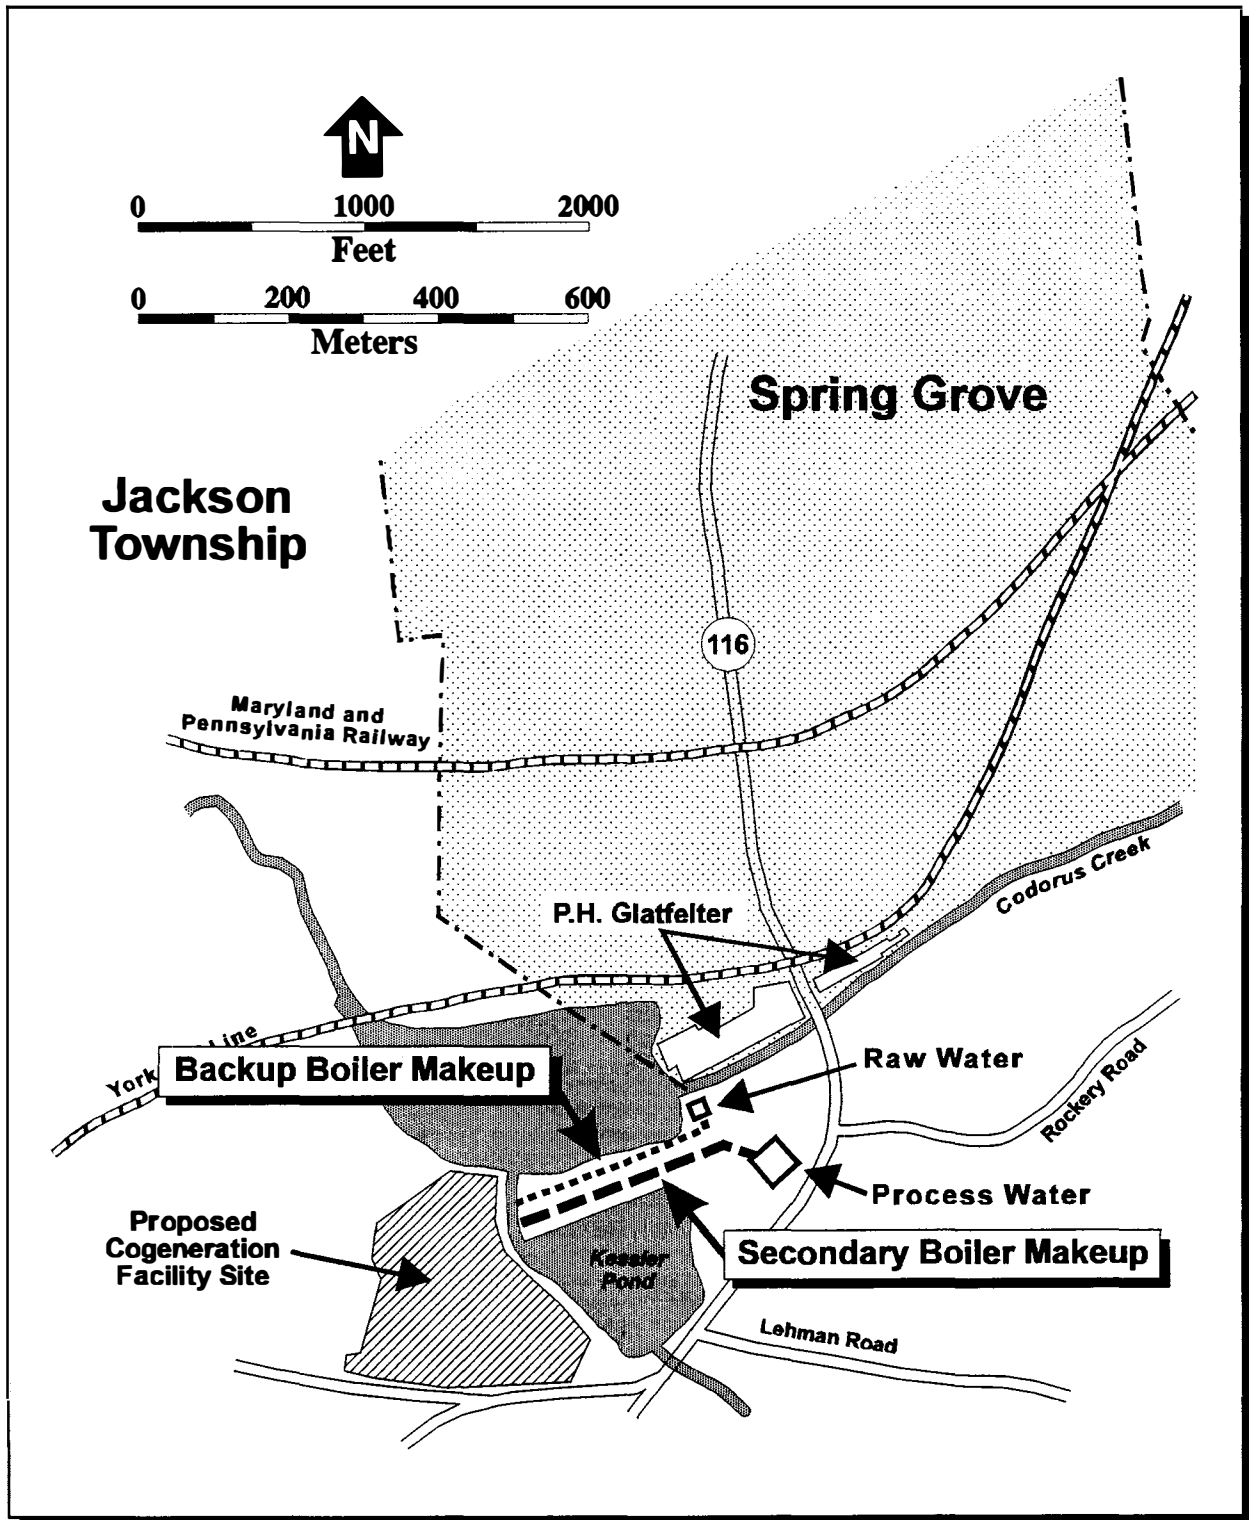 N
0 1000 2000
Feet
0 200 400 600
Meters
Spring Grove
Jackson
Township
116
Maryland and
Pennsylvania Railway
Codorus Creek
P.H. Glatfelter
York Line
Backup Boiler Makeup
Raw Water
Rockery Road
Process Water
Proposed
Cogeneration
Facility Site
Secondary Boiler Makeup
Kessler
Pond
Lehman Road